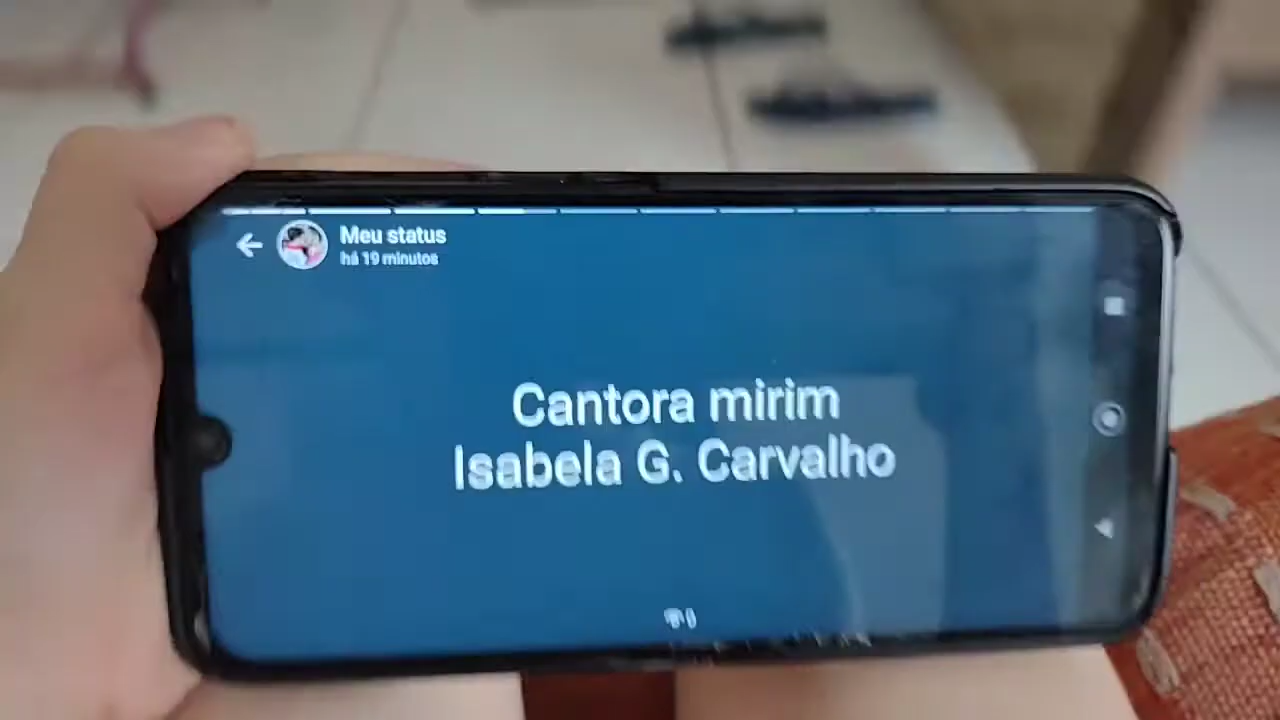 Meu status
há 19 minutos
Cantora mirim
Isabela G. Carvalho